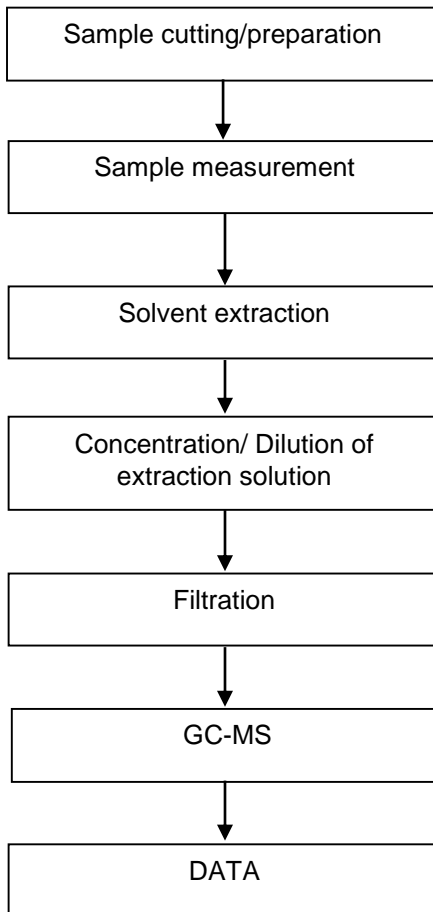 Sample cutting/preparation
Sample measurement
Solvent extraction
Concentration/ Dilution of
extraction solution
Filtration
GC-MS
DATA